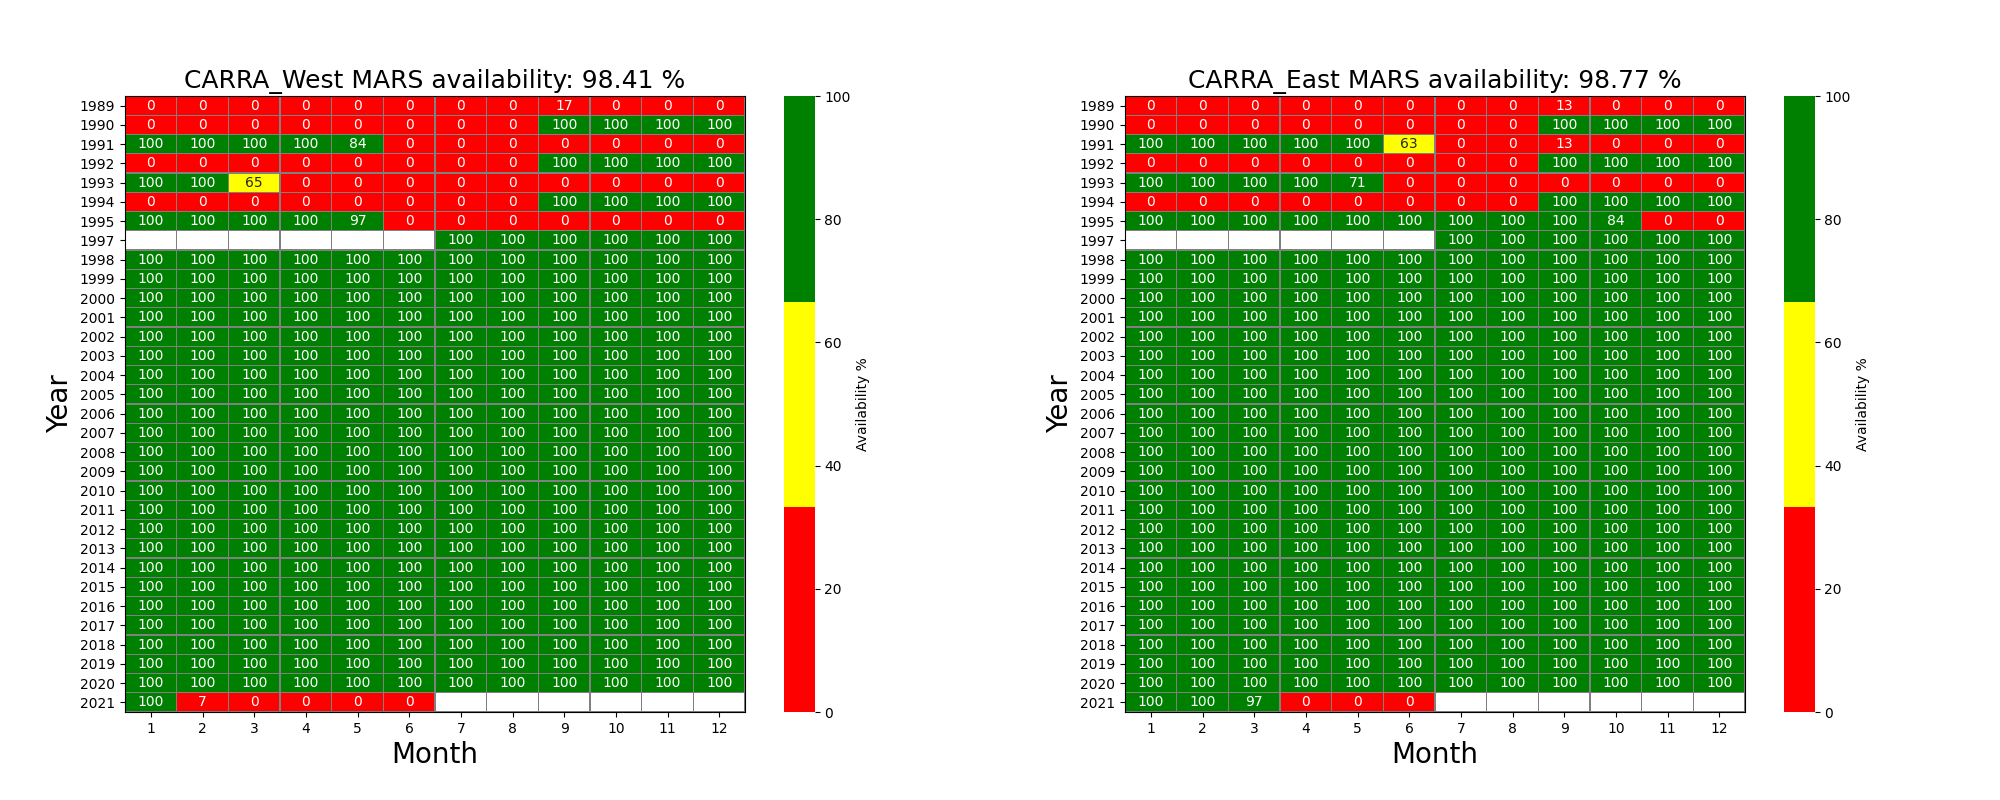 CARRA_West MARS availability: 98.41 %
1989 0 0 0 0 0 0 0 0 17 0 0 0
1990 0 0 0 0 0 0 0 0 100 100 100 100
1991 100 100 100 100 84 0 0 0 0 0 0 0
1992 0 0 0 0 0 0 0 0 100 100 100 100
1993 100 100 65 0 0 0 0 0 0 0 0 0
1994 0 0 0 0 0 0 0 0 100 100 100 100
1995 100 100 100 100 97 0 0 0 0 0 0 0
1997 100 100 100 100 100 100
1998 100 100 100 100 100 100 100 100 100 100 100 100
1999 100 100 100 100 100 100 100 100 100 100 100 100
2000 100 100 100 100 100 100 100 100 100 100 100 100
2001 100 100 100 100 100 100 100 100 100 100 100 100
2002 100 100 100 100 100 100 100 100 100 100 100 100
2003 100 100 100 100 100 100 100 100 100 100 100 100
2004 100 100 100 100 100 100 100 100 100 100 100 100
2005 100 100 100 100 100 100 100 100 100 100 100 100
2006 100 100 100 100 100 100 100 100 100 100 100 100
2007 100 100 100 100 100 100 100 100 100 100 100 100
2008 100 100 100 100 100 100 100 100 100 100 100 100
2009 100 100 100 100 100 100 100 100 100 100 100 100
2010 100 100 100 100 100 100 100 100 100 100 100 100
2011 100 100 100 100 100 100 100 100 100 100 100 100
2012 100 100 100 100 100 100 100 100 100 100 100 100
2013 100 100 100 100 100 100 100 100 100 100 100 100
2014 100 100 100 100 100 100 100 100 100 100 100 100
2015 100 100 100 100 100 100 100 100 100 100 100 100
2016 100 100 100 100 100 100 100 100 100 100 100 100
2017 100 100 100 100 100 100 100 100 100 100 100 100
2018 100 100 100 100 100 100 100 100 100 100 100 100
2019 100 100 100 100 100 100 100 100 100 100 100 100
2020 100 100 100 100 100 100 100 100 100 100 100 100
2021 100 7 0 0 0 0
1 2 3 4 5 6 7 8 9 10 11 12
Month
Year
100
80
60
40
20
0
Availability %
CARRA_East MARS availability: 98.77 %
1989 0 0 0 0 0 0 0 0 13 0 0 0
1990 0 0 0 0 0 0 0 0 100 100 100 100
1991 100 100 100 100 100 63 0 0 13 0 0 0
1992 0 0 0 0 0 0 0 0 100 100 100 100
1993 100 100 100 100 71 0 0 0 0 0 0 0
1994 0 0 0 0 0 0 0 0 100 100 100 100
1995 100 100 100 100 100 100 100 100 100 84 0 0
1997 100 100 100 100 100 100
1998 100 100 100 100 100 100 100 100 100 100 100 100
1999 100 100 100 100 100 100 100 100 100 100 100 100
2000 100 100 100 100 100 100 100 100 100 100 100 100
2001 100 100 100 100 100 100 100 100 100 100 100 100
2002 100 100 100 100 100 100 100 100 100 100 100 100
2003 100 100 100 100 100 100 100 100 100 100 100 100
2004 100 100 100 100 100 100 100 100 100 100 100 100
2005 100 100 100 100 100 100 100 100 100 100 100 100
2006 100 100 100 100 100 100 100 100 100 100 100 100
2007 100 100 100 100 100 100 100 100 100 100 100 100
2008 100 100 100 100 100 100 100 100 100 100 100 100
2009 100 100 100 100 100 100 100 100 100 100 100 100
2010 100 100 100 100 100 100 100 100 100 100 100 100
2011 100 100 100 100 100 100 100 100 100 100 100 100
2012 100 100 100 100 100 100 100 100 100 100 100 100
2013 100 100 100 100 100 100 100 100 100 100 100 100
2014 100 100 100 100 100 100 100 100 100 100 100 100
2015 100 100 100 100 100 100 100 100 100 100 100 100
2016 100 100 100 100 100 100 100 100 100 100 100 100
2017 100 100 100 100 100 100 100 100 100 100 100 100
2018 100 100 100 100 100 100 100 100 100 100 100 100
2019 100 100 100 100 100 100 100 100 100 100 100 100
2020 100 100 100 100 100 100 100 100 100 100 100 100
2021 100 100 97 0 0 0
1 2 3 4 5 6 7 8 9 10 11 12
Month
Year
100
80
60
40
20
0
Availability %